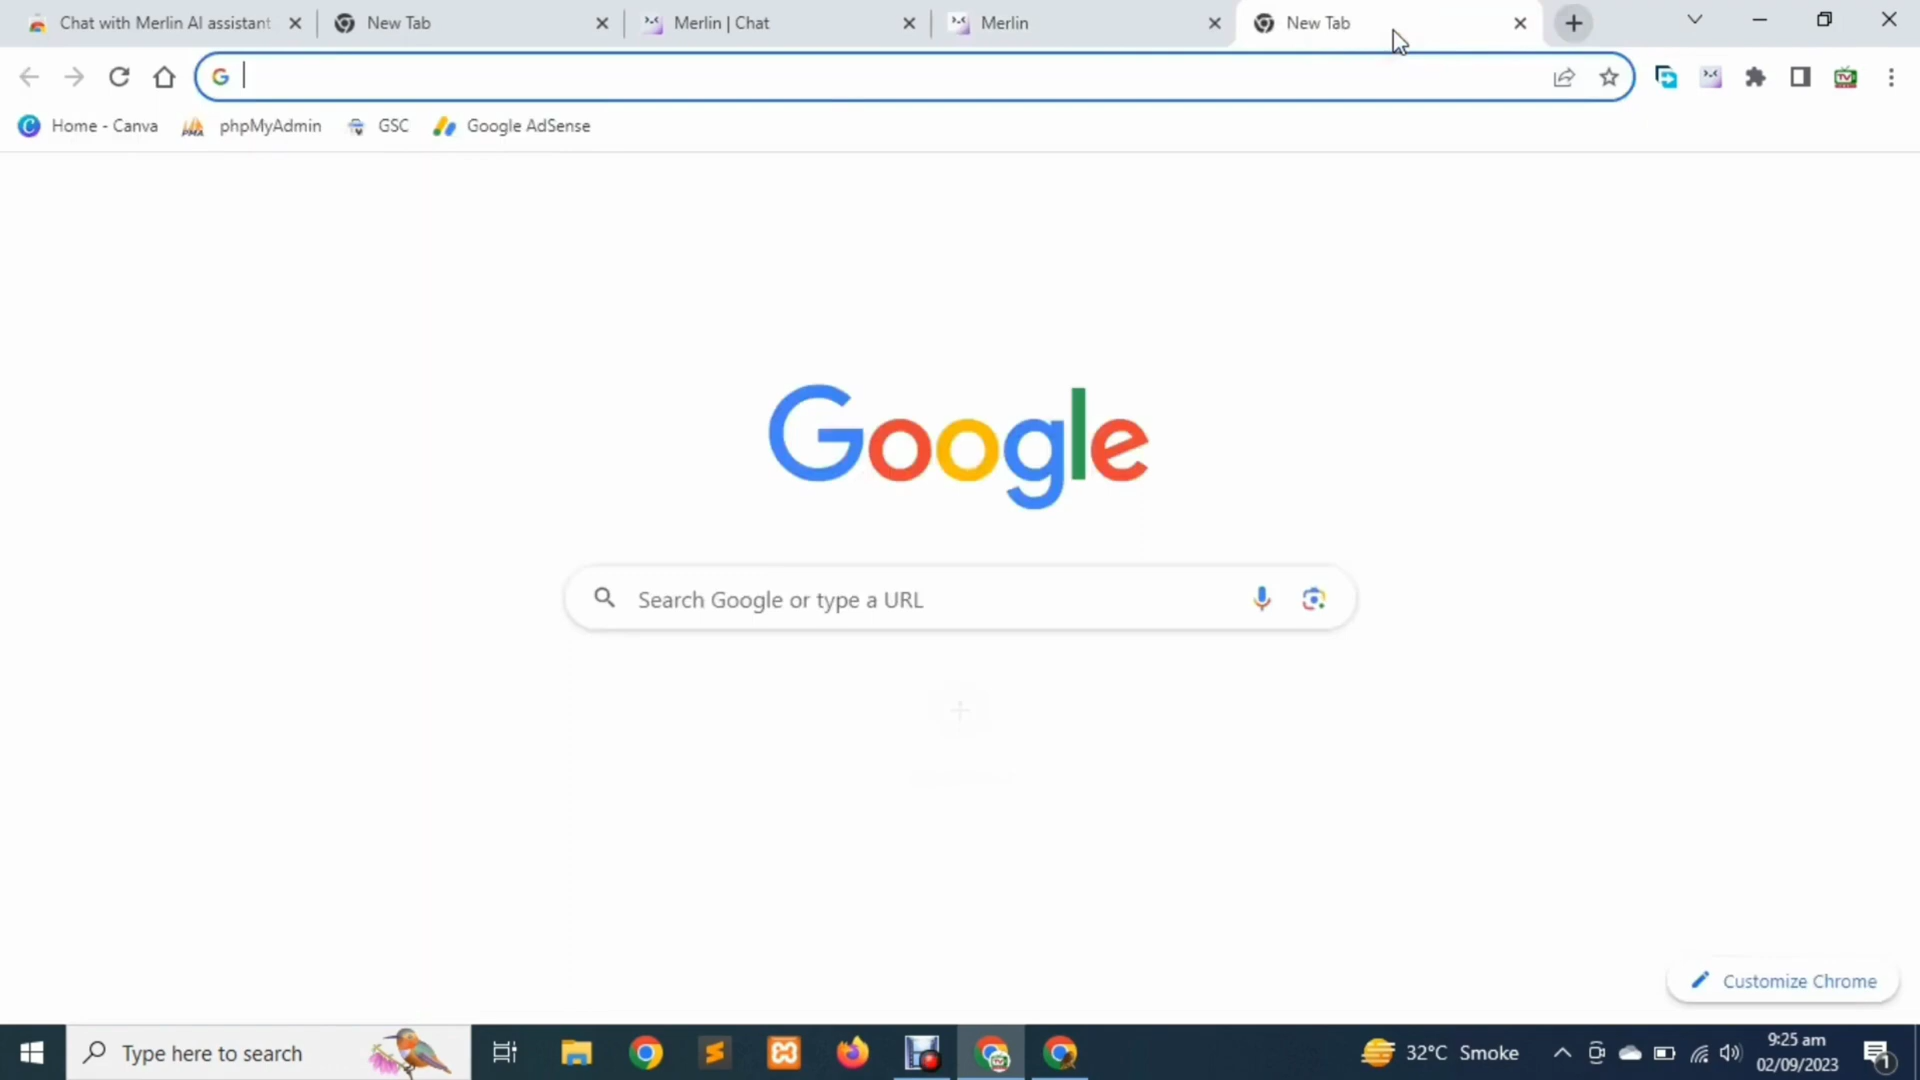 Chat with Merlin AI assistant
New Tab
Merlin | Chat
Merlin
New Tab
Home - Canva
phpMyAdmin
GSC
Google AdSense
Google
Search Google or type a URL
Customize Chrome
Type here to search
32°C Smoke
9:25 am
02/09/2023
1